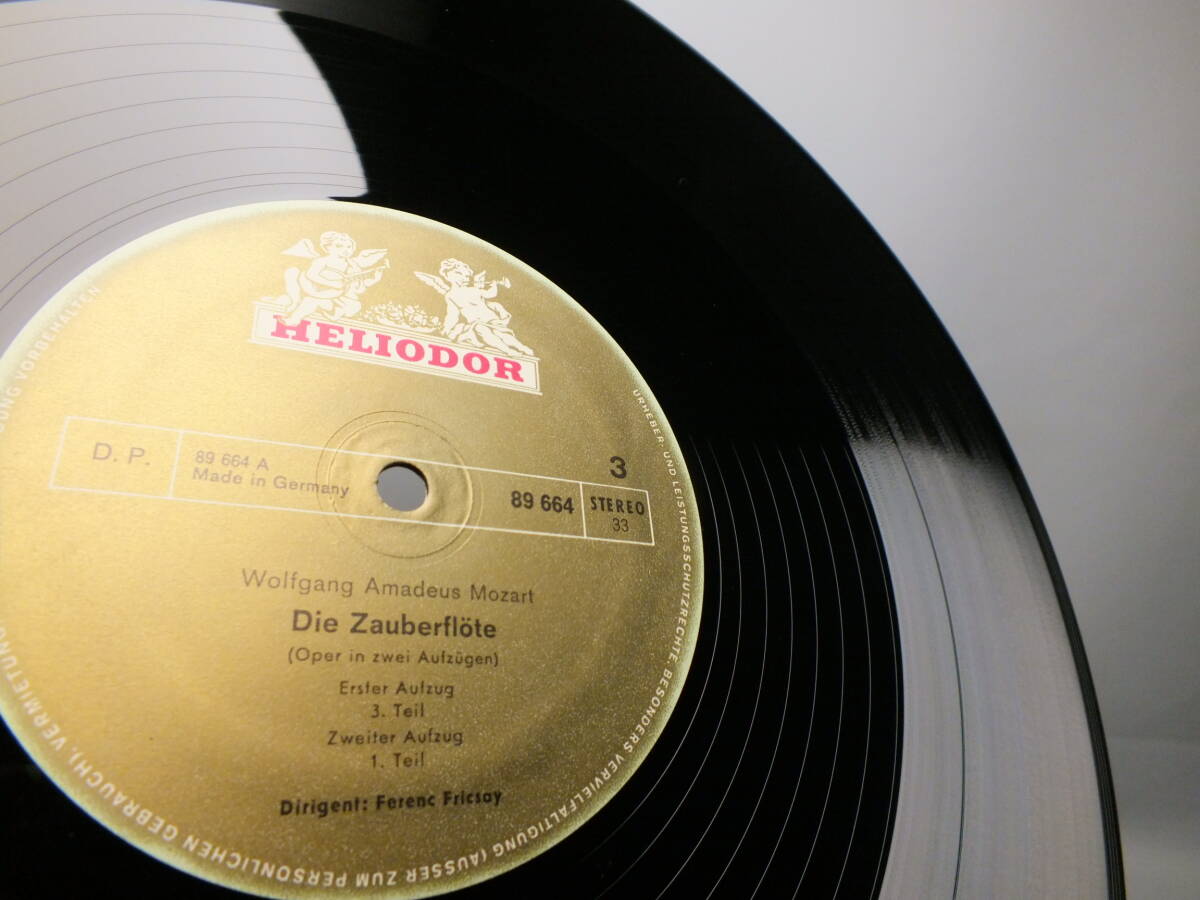 HELIODOR
D. P.
89 664 A
Made in Germany
89 664
3
STEREO
33
Wolfgang Amadeus Mozart
Die Zauberflöte
(Oper in zwei Aufzügen)
Erster Aufzug
3. Teil
Zweiter Aufzug
1. Teil
Dirigent: Ferenc Fricsay
URHEBER- UND LEISTUNGSSCHUTZRECHTE, BESONDERS VERVIELFÄLTIGUNG (AUSSER ZUM PERSÖNLICHEN GEBRAUCH), VERMIETUNG VORBEHALTEN